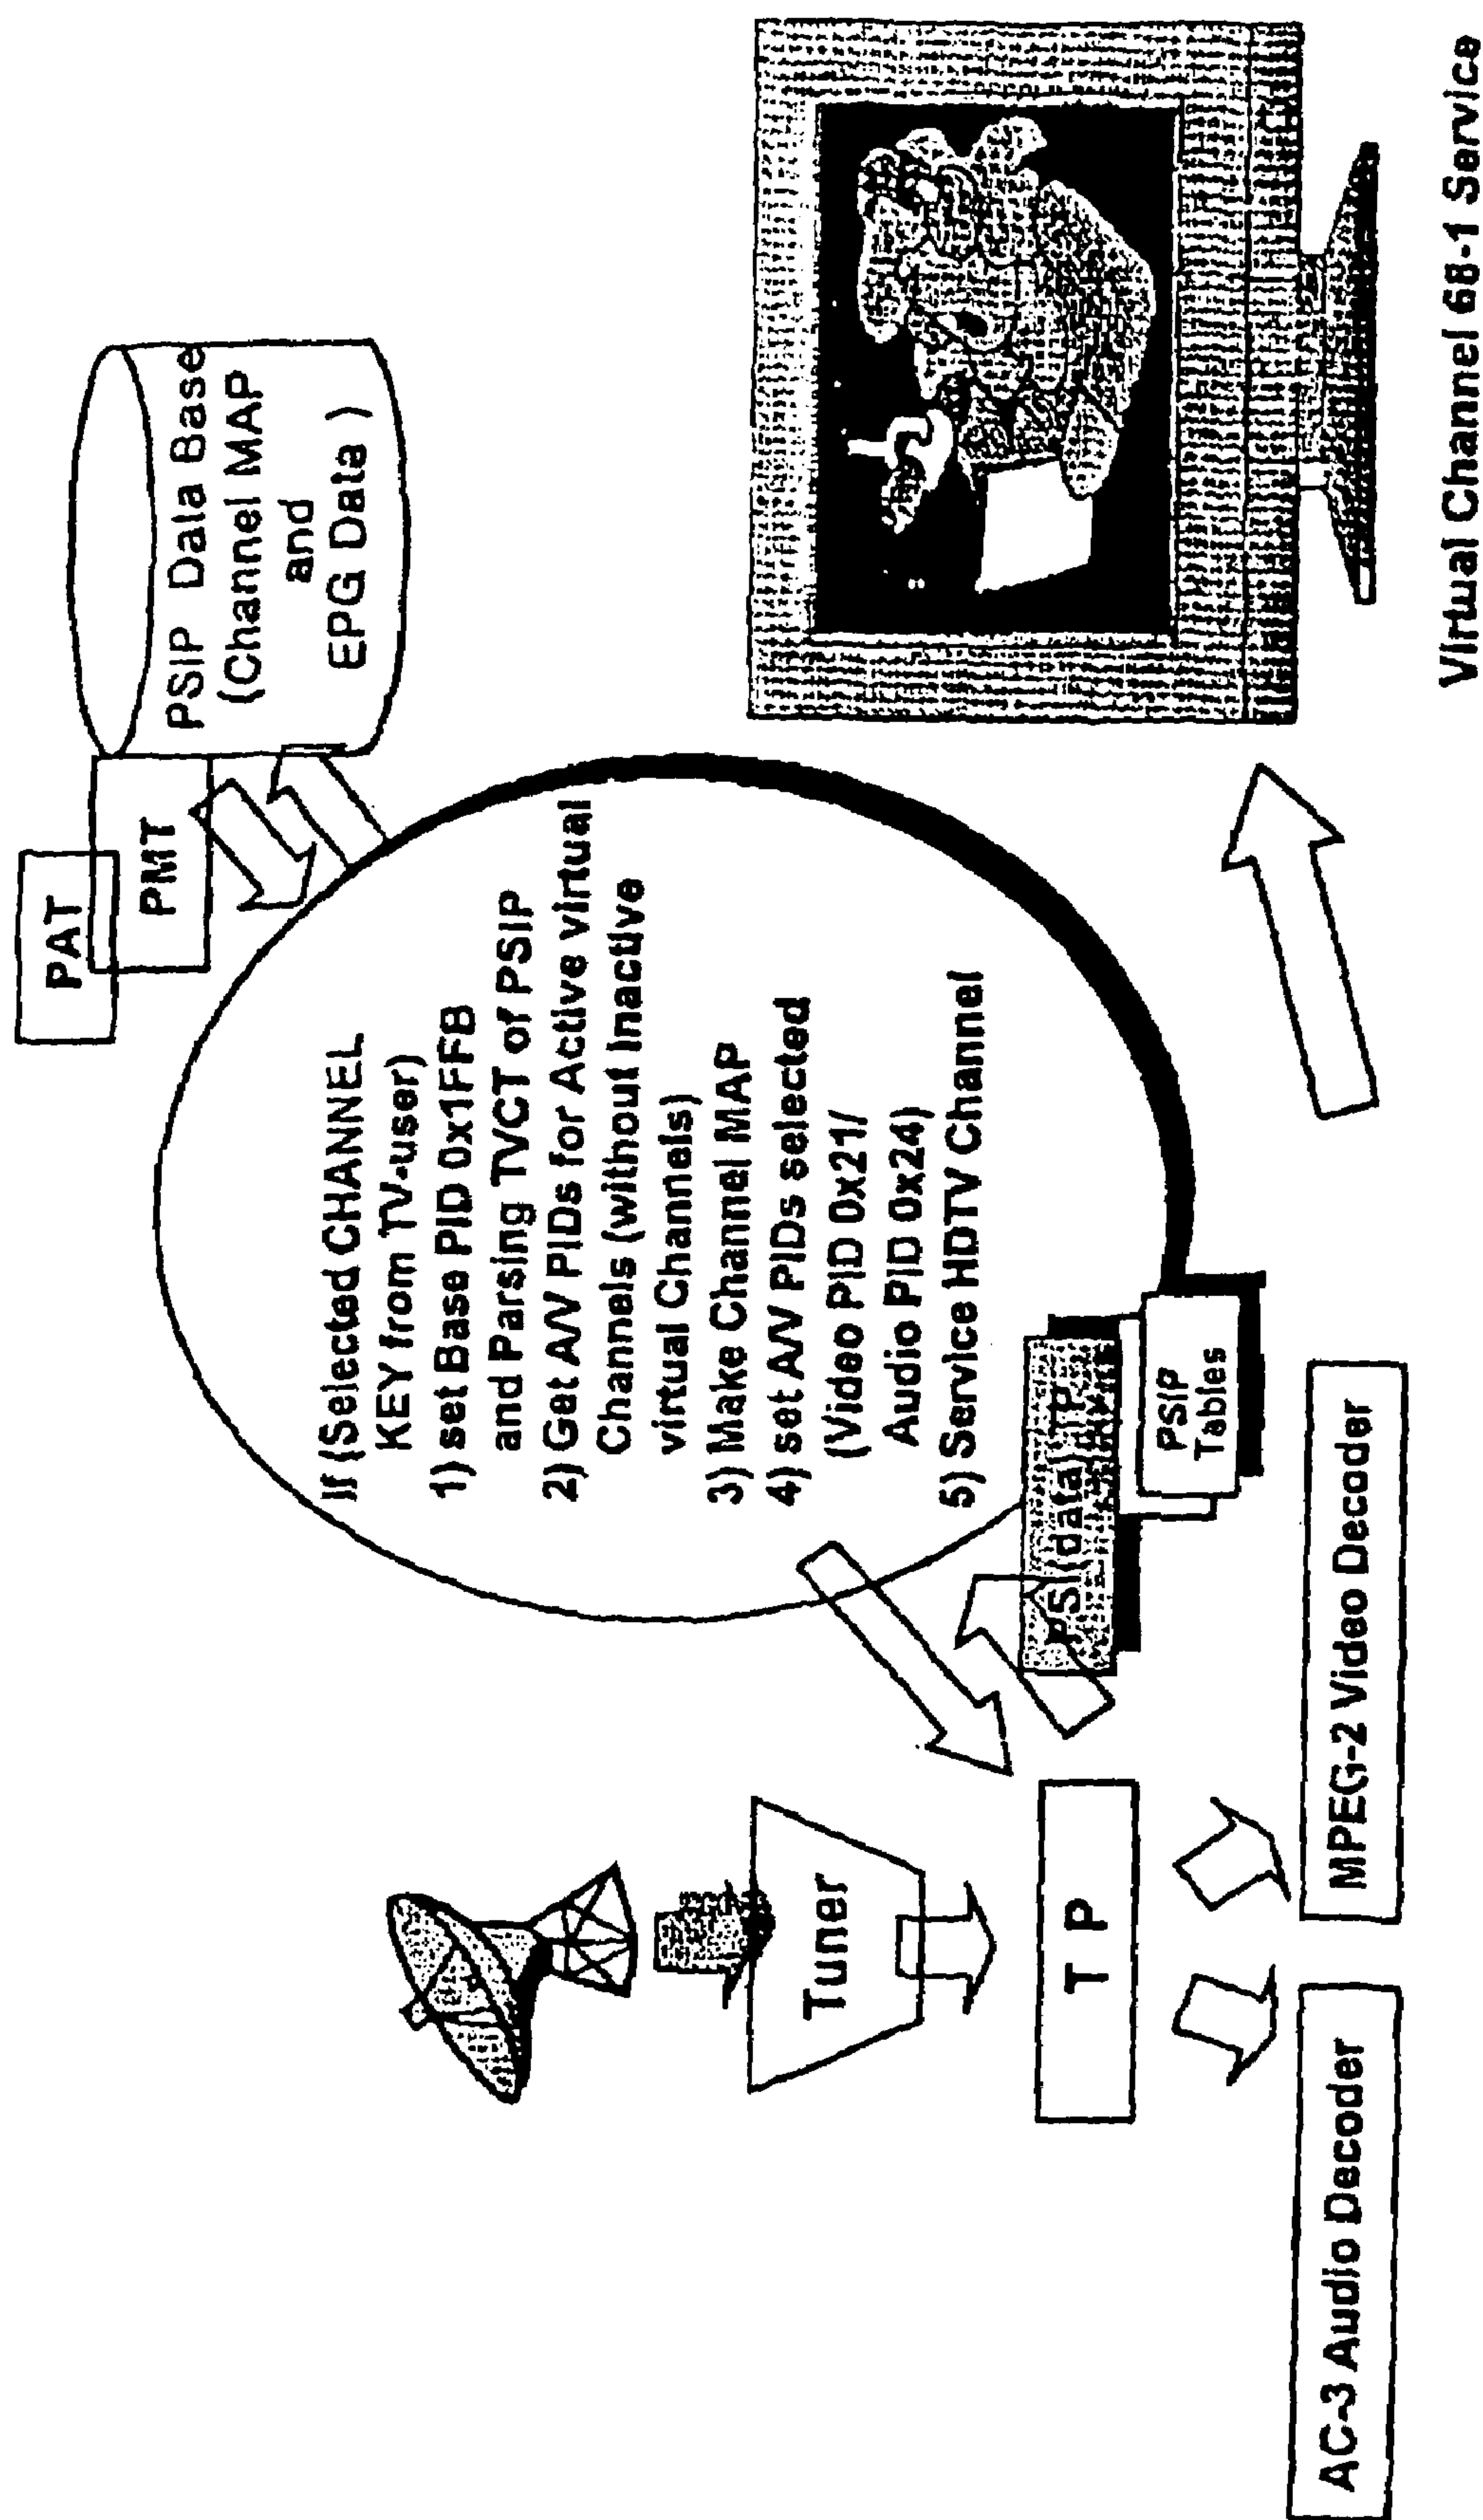 PAT
PMT
PSIP Data Base
(Channel MAP
and
EPG Data )
If (Selected CHANNEL
KEY from TV-user)
1) set Base PID 0x1FFB
and Parsing TVCT of PSIP
2) Get A/V PIDs for Active virtual
Channels (without Inactive
virtual Channels)
3) Make Channel MAP
4) set A/V PIDs selected
(Video PID 0x21/
Audio PID 0x24)
5) Service HDTV Channel
Tuner
PSI data TP
PSIP
Tables
T P
AC-3 Audio Decoder
MPEG-2 Video Decoder
Virtual Channel 68-1 Service